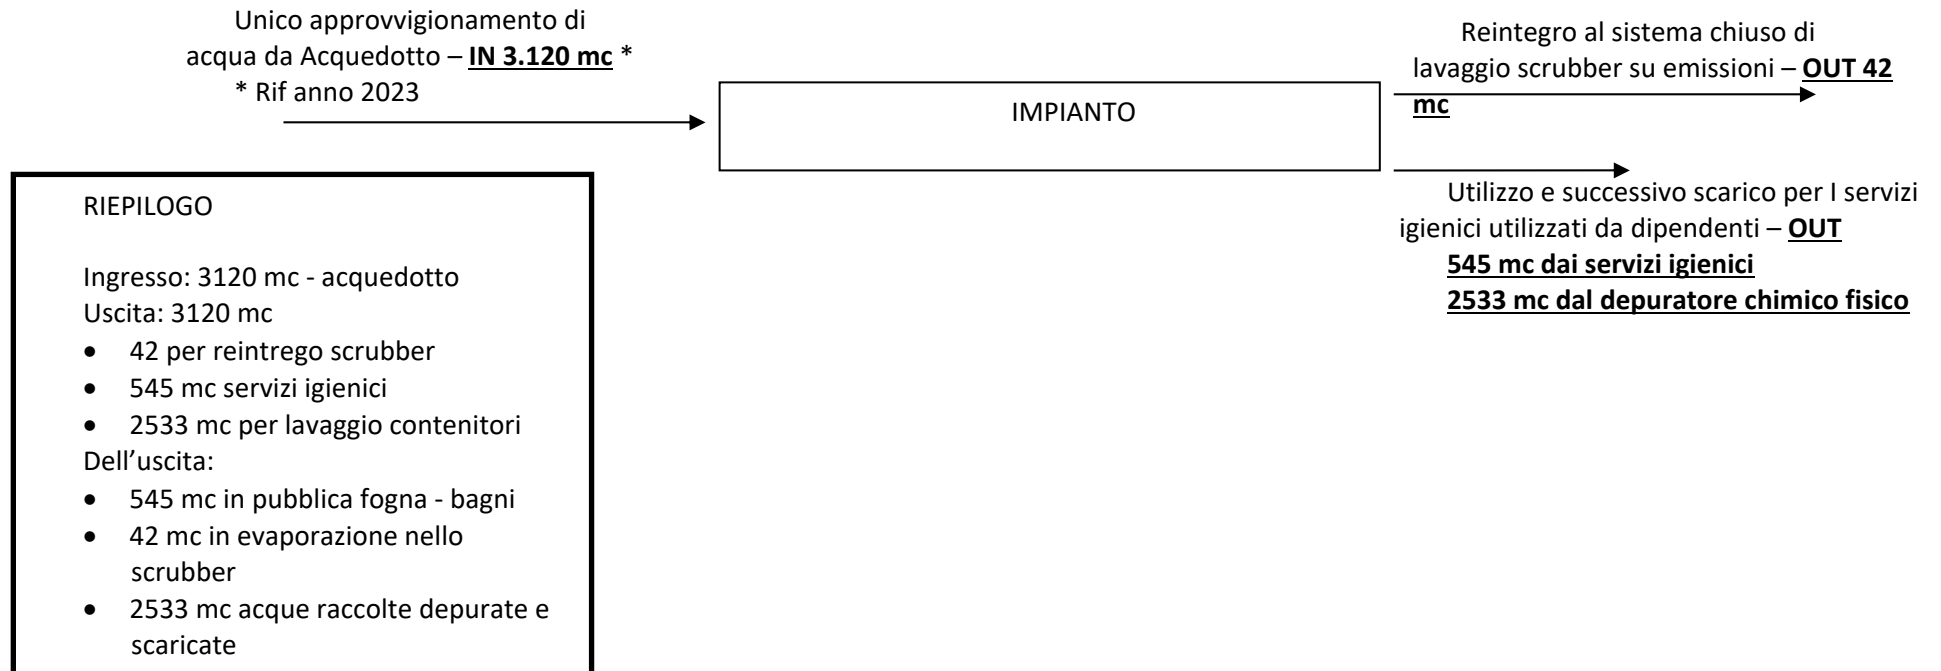 Unico approvvigionamento di
acqua da Acquedotto – IN 3.120 mc *
* Rif anno 2023
IMPIANTO
Reintegro al sistema chiuso di
lavaggio scrubber su emissioni – OUT 42
mc
Utilizzo e successivo scarico per I servizi
igienici utilizzati da dipendenti – OUT
545 mc dai servizi igienici
2533 mc dal depuratore chimico fisico
RIEPILOGO
Ingresso: 3120 mc - acquedotto
Uscita: 3120 mc
• 42 per reintrego scrubber
• 545 mc servizi igienici
• 2533 mc per lavaggio contenitori
Dell’uscita:
• 545 mc in pubblica fogna - bagni
• 42 mc in evaporazione nello
scrubber
• 2533 mc acque raccolte depurate e
scaricate